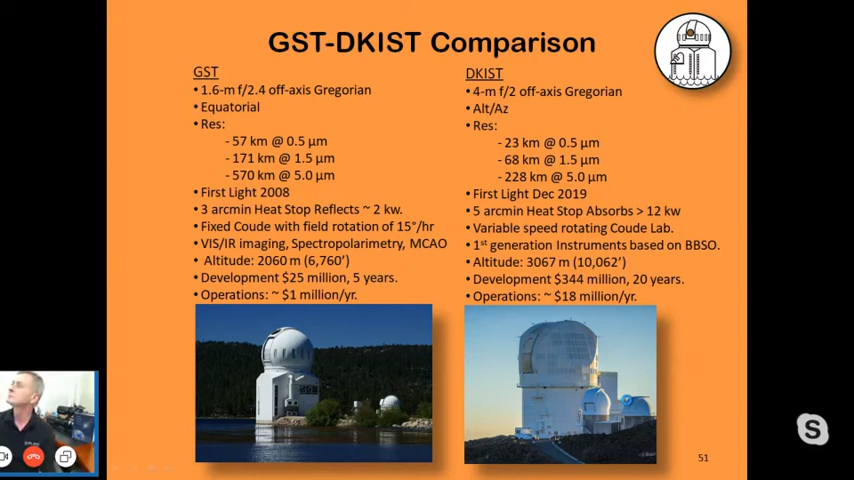 GST-DKIST Comparison
GST
• 1.6-m f/2.4 off-axis Gregorian
• Equatorial
• Res:
- 57 km @ 0.5 µm
- 171 km @ 1.5 µm
- 570 km @ 5.0 µm
• First Light 2008
• 3 arcmin Heat Stop Reflects ~ 2 kw.
• Fixed Coude with field rotation of 15°/hr
• VIS/IR imaging, Spectropolarimetry, MCAO
• Altitude: 2060 m (6,760’)
• Development $25 million, 5 years.
• Operations: ~ $1 million/yr.
DKIST
• 4-m f/2 off-axis Gregorian
• Alt/Az
• Res:
- 23 km @ 0.5 µm
- 68 km @ 1.5 µm
- 228 km @ 5.0 µm
• First Light Dec 2019
• 5 arcmin Heat Stop Absorbs > 12 kw
• Variable speed rotating Coude Lab.
• 1st generation Instruments based on BBSO.
• Altitude: 3067 m (10,062’)
• Development $344 million, 20 years.
• Operations: ~ $18 million/yr.
51
S